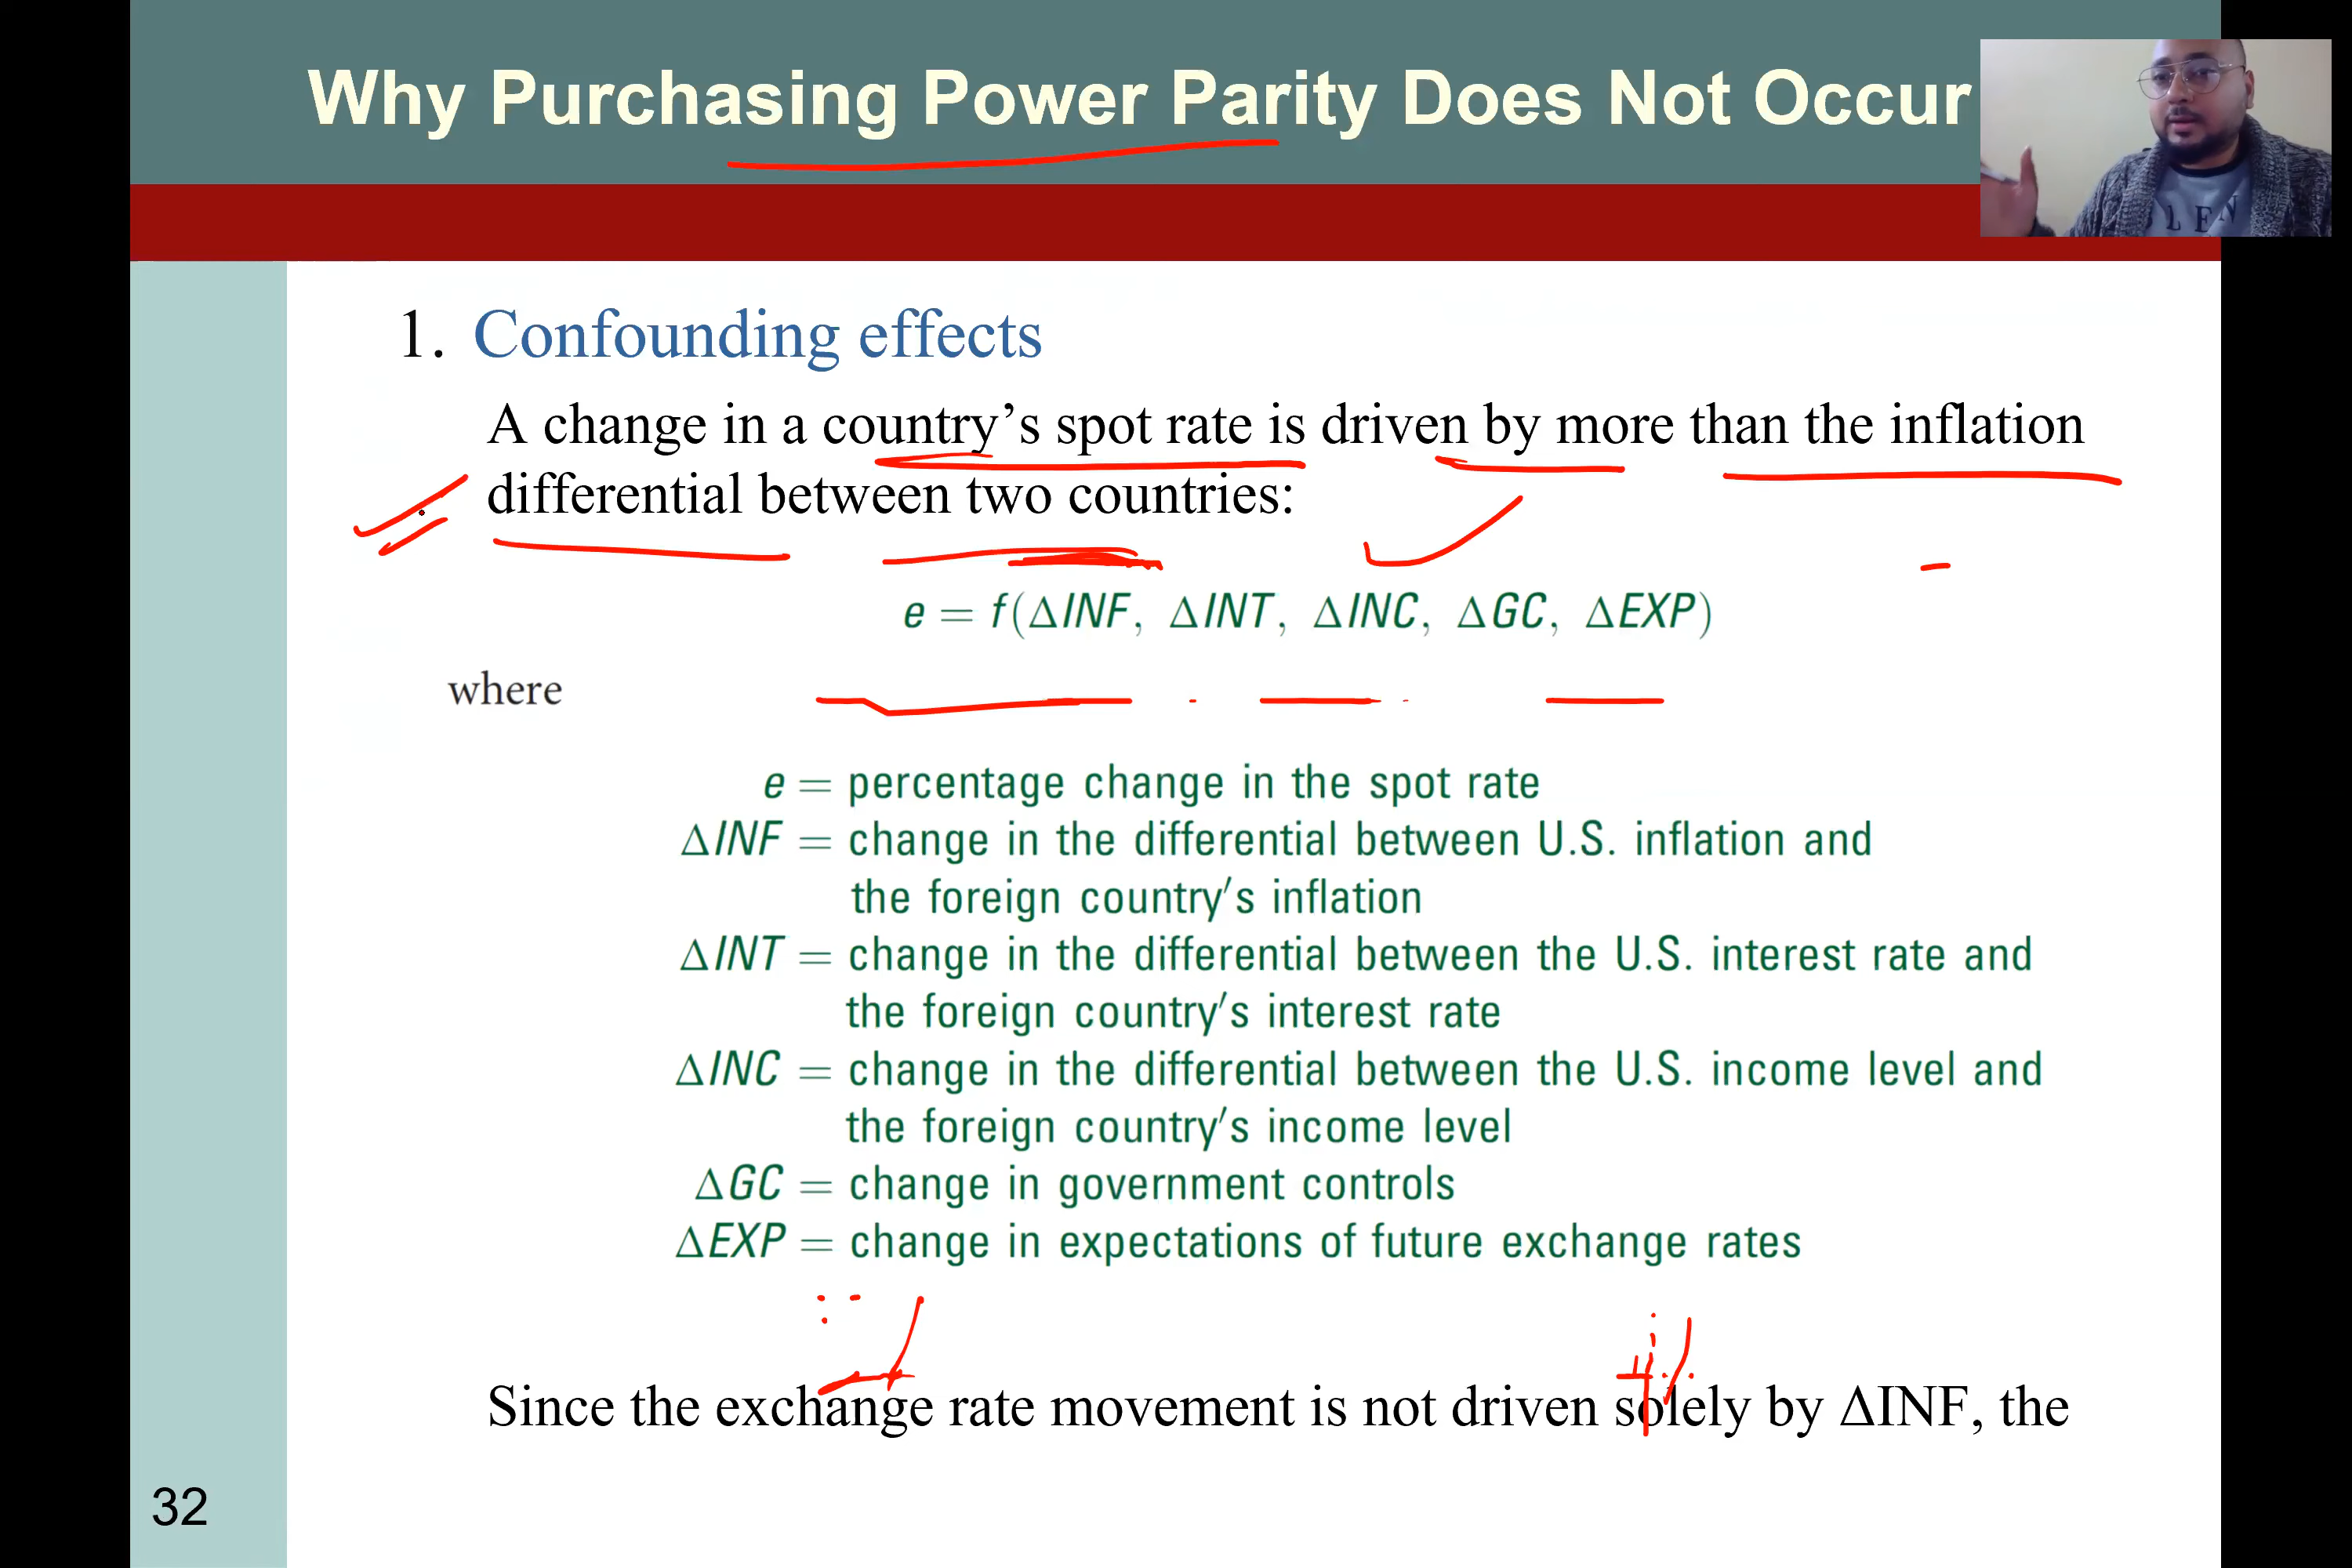 Why Purchasing Power Parity Does Not Occur
1. Confounding effects
A change in a country’s spot rate is driven by more than the inflation
differential between two countries:
e = f(ΔINF, ΔINT, ΔINC, ΔGC, ΔEXP)
where
e = percentage change in the spot rate
ΔINF = change in the differential between U.S. inflation and
the foreign country’s inflation
ΔINT = change in the differential between the U.S. interest rate and
the foreign country’s interest rate
ΔINC = change in the differential between the U.S. income level and
the foreign country’s income level
ΔGC = change in government controls
ΔEXP = change in expectations of future exchange rates
Since the exchange rate movement is not driven solely by ΔINF, the
32